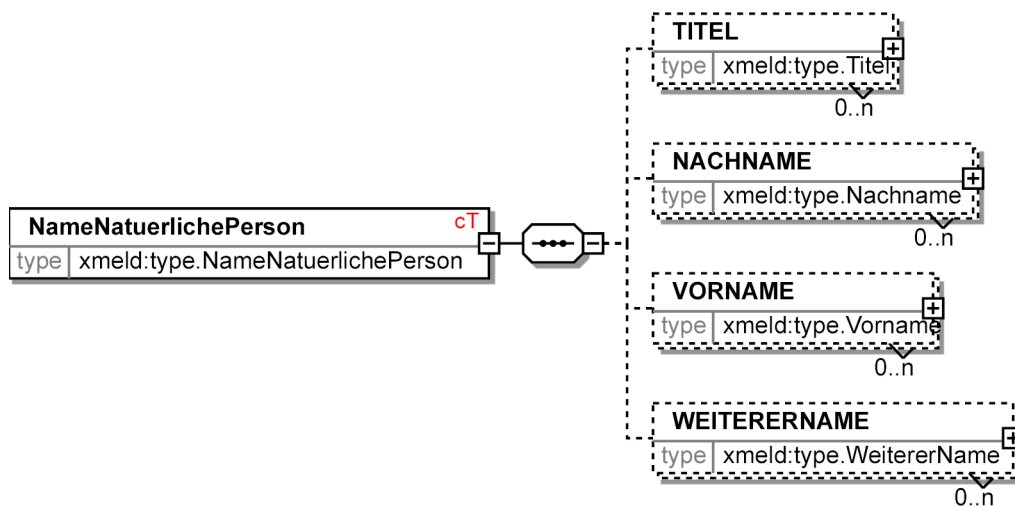 TITEL
type xmeld:type.Titel
0..n
NACHNAME
type xmeld:type.Nachname
0..n
NameNatuerlichePerson cT
type xmeld:type.NameNatuerlichePerson
VORNAME
type xmeld:type.Vorname
0..n
WEITERERNAME
type xmeld:type.WeitererName
0..n